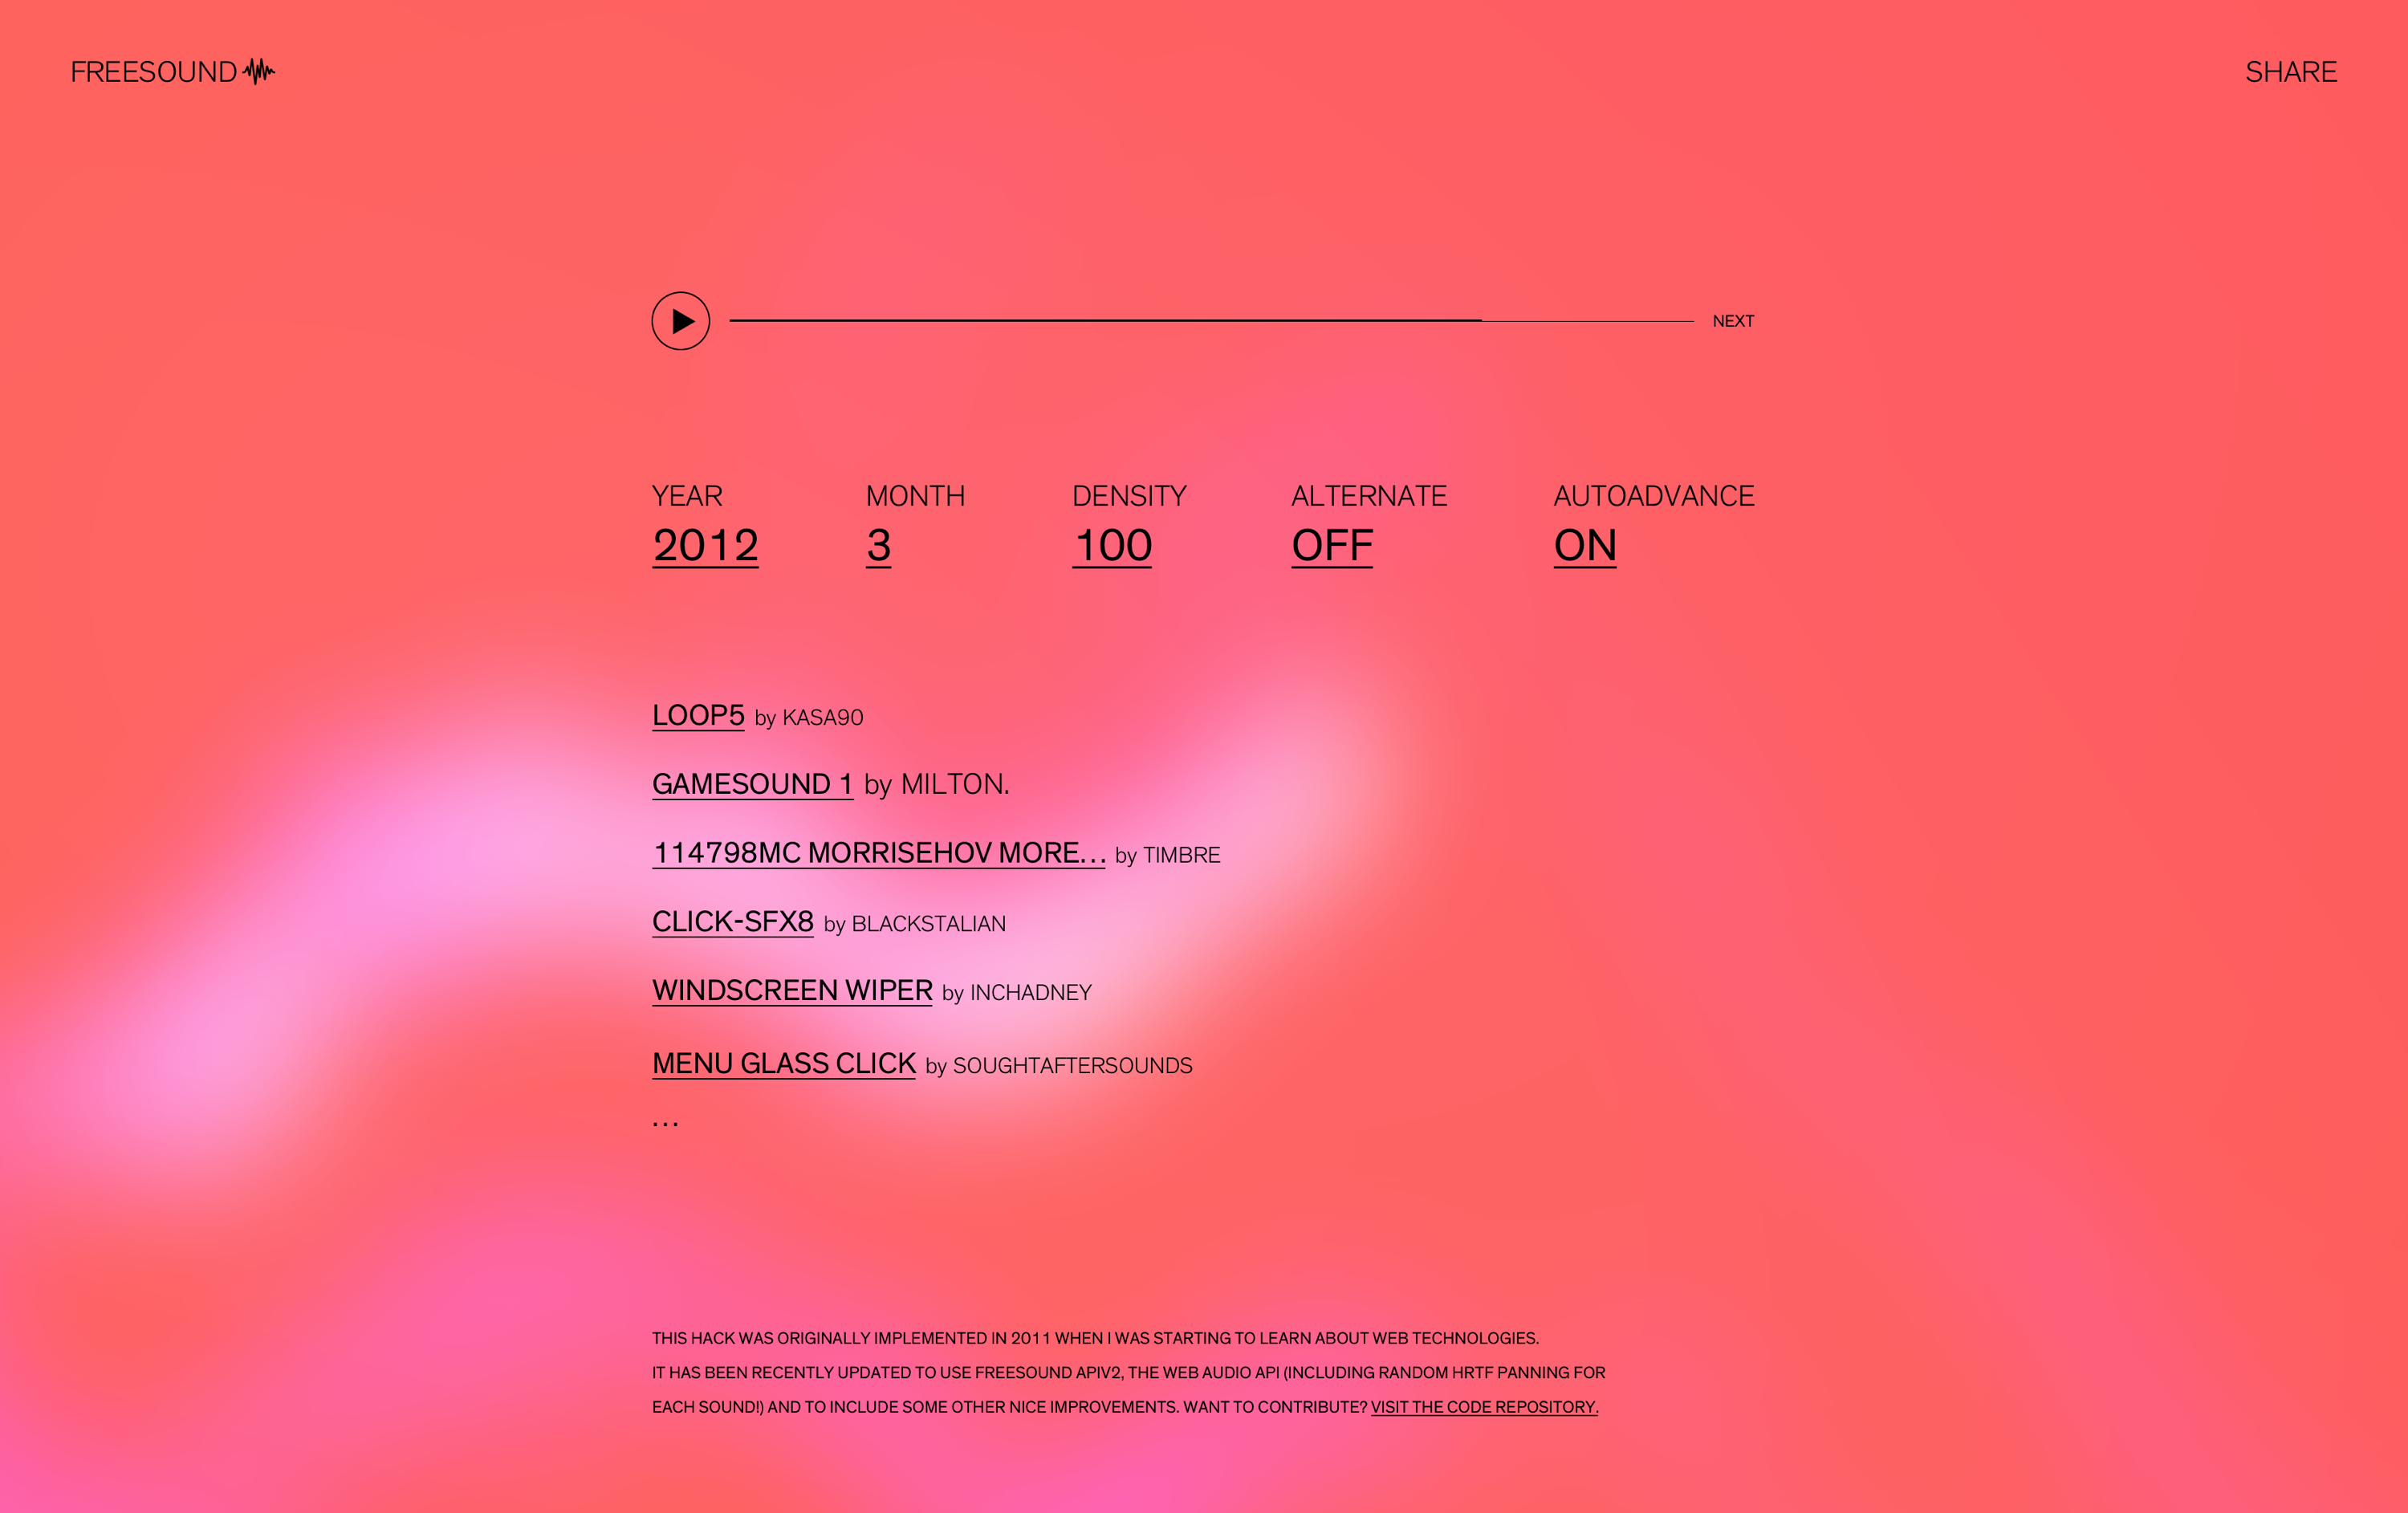 FREESOUND
SHARE
NEXT
YEAR MONTH DENSITY ALTERNATE AUTOADVANCE
2012 3 100 OFF ON
LOOP5 by KASA90
GAMESOUND 1 by MILTON.
114798MC MORRISEHOV MORE... by TIMBRE
CLICK-SFX8 by BLACKSTALIAN
WINDSCREEN WIPER by INCHADNEY
MENU GLASS CLICK by SOUGHTAFTERSOUNDS
...
THIS HACK WAS ORIGINALLY IMPLEMENTED IN 2011 WHEN I WAS STARTING TO LEARN ABOUT WEB TECHNOLOGIES.
IT HAS BEEN RECENTLY UPDATED TO USE FREESOUND APIV2, THE WEB AUDIO API (INCLUDING RANDOM HRTF PANNING FOR
EACH SOUND!) AND TO INCLUDE SOME OTHER NICE IMPROVEMENTS. WANT TO CONTRIBUTE? VISIT THE CODE REPOSITORY.